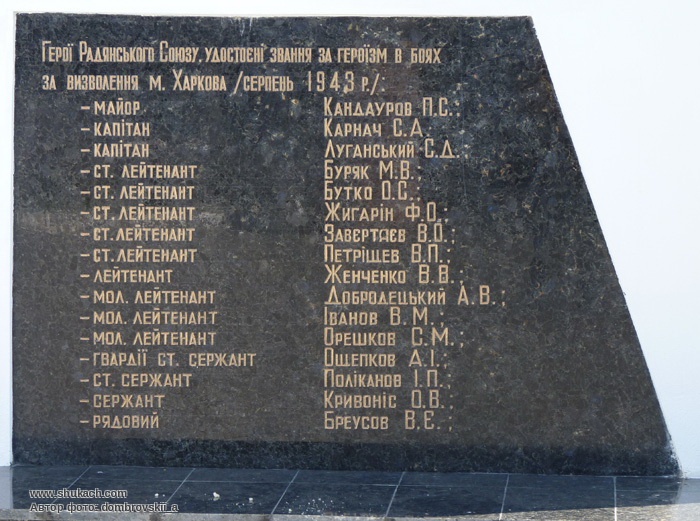 Герої Радянського Союзу, удостоєні звання за героїзм в боях
за визволення м. Харкова /серпень 1943 р./:
– майор Кандауров П.С.;
– капітан Карнач С.А.
– капітан Луганський С.Д.;
– ст. лейтенант Буряк М.В.;
– ст. лейтенант Бутко О.С.;
– ст. лейтенант Жигарін Ф.О.;
– ст. лейтенант Завєртяєв В.О.;
– ст. лейтенант Петріщев В.П.;
– лейтенант Женченко В.В.;
– мол. лейтенант Добродецький А.В.;
– мол. лейтенант Іванов В.М.;
– мол. лейтенант Орешков С.М.;
– гвардії ст. сержант Ощепков А.І.;
– ст. сержант Поліканов І.П.;
– сержант Кривоніс О.В.;
– рядовий Бреусов В.Є.;
www.shukach.com
Автор фото: dombrovskii_a